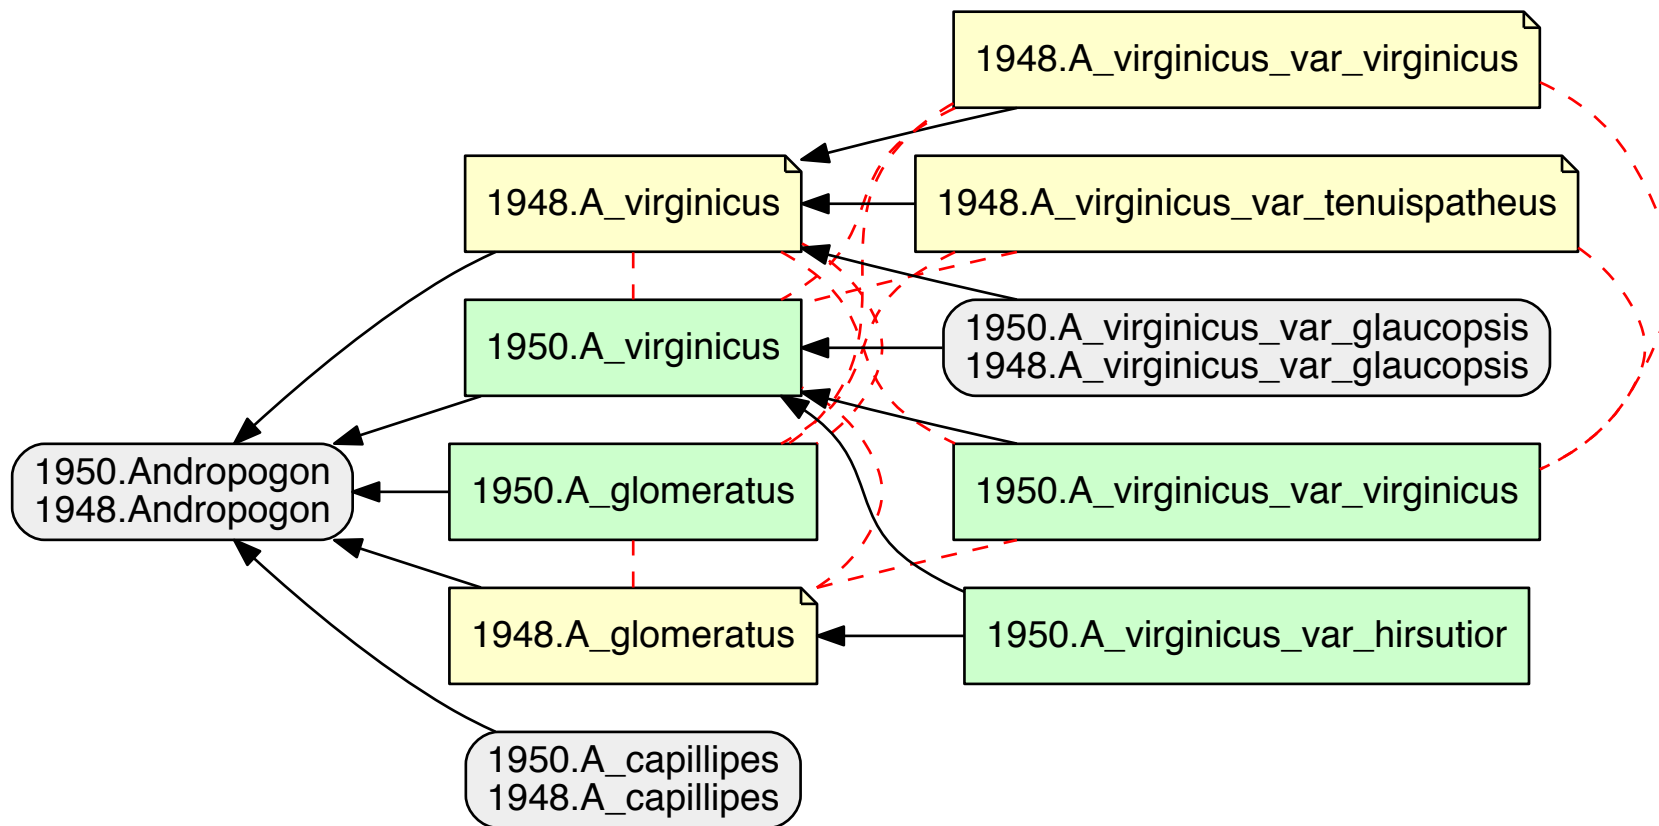 1948.A_virginicus_var_virginicus
1948.A_virginicus
1948.A_virginicus_var_tenuispatheus
1950.A_virginicus
1950.A_virginicus_var_glaucopsis
1948.A_virginicus_var_glaucopsis
1950.Andropogon
1948.Andropogon
1950.A_glomeratus
1950.A_virginicus_var_virginicus
1948.A_glomeratus
1950.A_virginicus_var_hirsutior
1950.A_capillipes
1948.A_capillipes